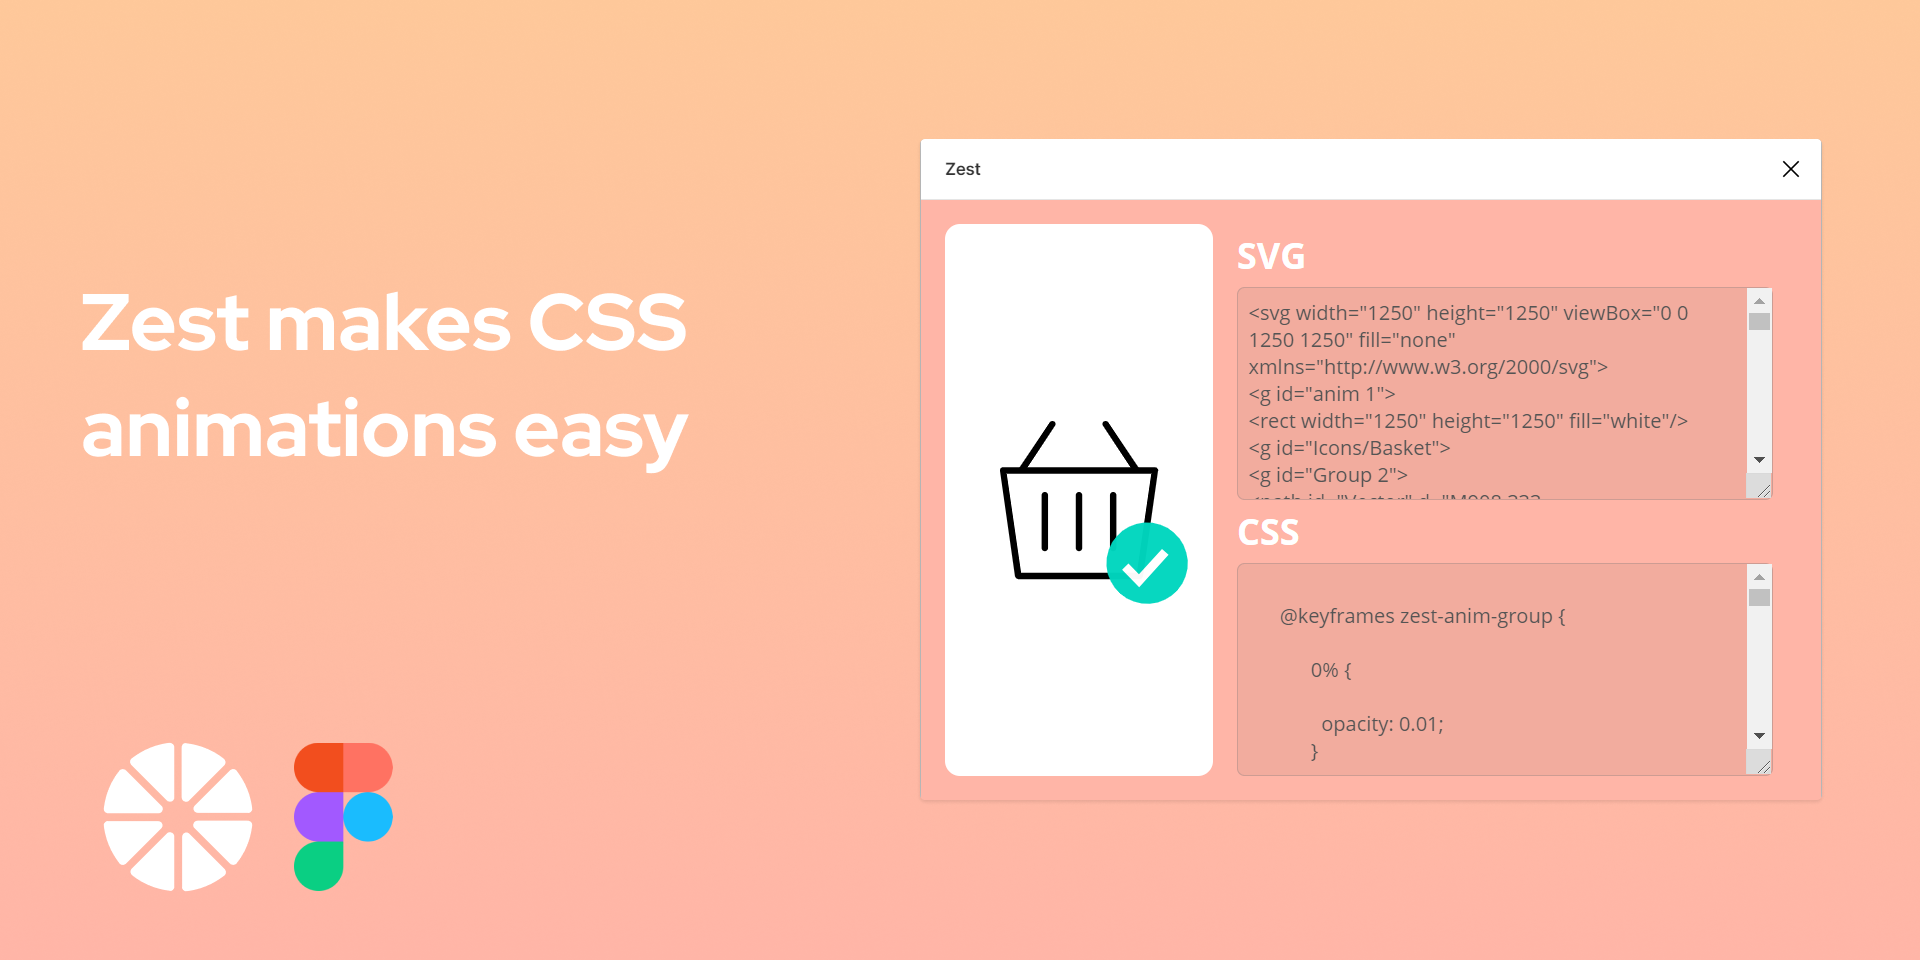 Zest makes CSS
animations easy
Zest
SVG
<svg width="1250" height="1250" viewBox="0 0
1250 1250" fill="none"
xmlns="http://www.w3.org/2000/svg">
<g id="anim 1">
<rect width="1250" height="1250" fill="white"/>
<g id="Icons/Basket">
<g id="Group 2">
CSS
@keyframes zest-anim-group {
0% {
opacity: 0.01;
}